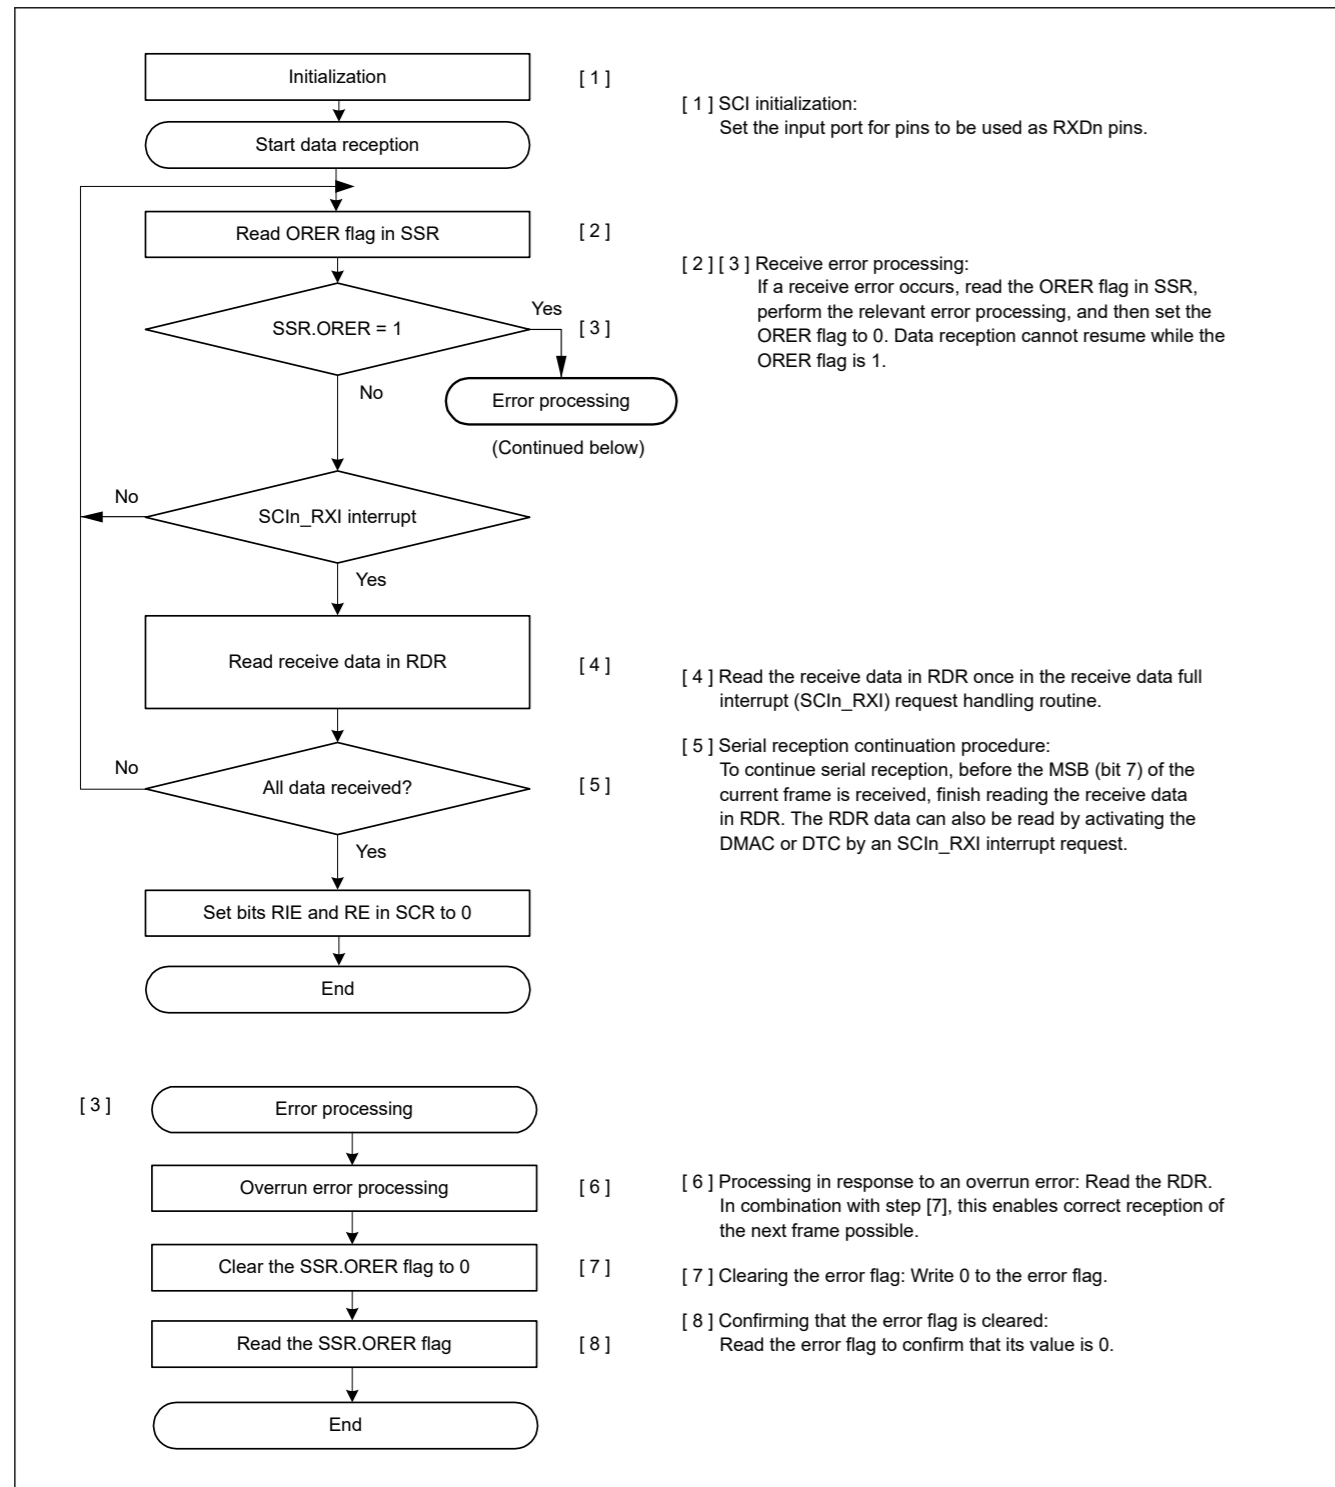 Initialization
[ 1 ]
[ 1 ] SCI initialization:
Set the input port for pins to be used as RXDn pins.
Start data reception
Read ORER flag in SSR
[ 2 ]
[ 2 ] [ 3 ] Receive error processing:
If a receive error occurs, read the ORER flag in SSR,
perform the relevant error processing, and then set the
ORER flag to 0. Data reception cannot resume while the
ORER flag is 1.
SSR.ORER = 1
Yes
[ 3 ]
No
Error processing
(Continued below)
No
SCIn_RXI interrupt
Yes
Read receive data in RDR
[ 4 ]
[ 4 ] Read the receive data in RDR once in the receive data full
interrupt (SCIn_RXI) request handling routine.
[ 5 ] Serial reception continuation procedure:
To continue serial reception, before the MSB (bit 7) of the
current frame is received, finish reading the receive data
in RDR. The RDR data can also be read by activating the
DMAC or DTC by an SCIn_RXI interrupt request.
No
All data received?
[ 5 ]
Yes
Set bits RIE and RE in SCR to 0
End
[ 3 ]
Error processing
Overrun error processing
[ 6 ]
[ 6 ] Processing in response to an overrun error: Read the RDR.
In combination with step [7], this enables correct reception of
the next frame possible.
Clear the SSR.ORER flag to 0
[ 7 ]
[ 7 ] Clearing the error flag: Write 0 to the error flag.
Read the SSR.ORER flag
[ 8 ]
[ 8 ] Confirming that the error flag is cleared:
Read the error flag to confirm that its value is 0.
End